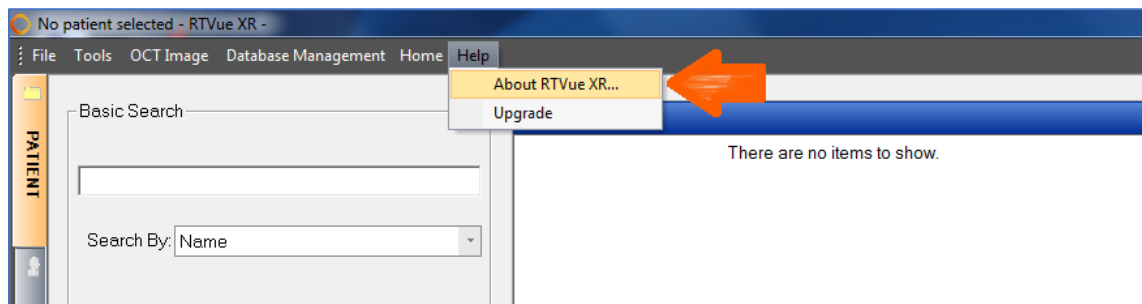 No patient selected - RTVue XR -
File Tools OCT Image Database Management Home Help
About RTVue XR...
Upgrade
Basic Search
PATIENT
There are no items to show.
Search By: Name